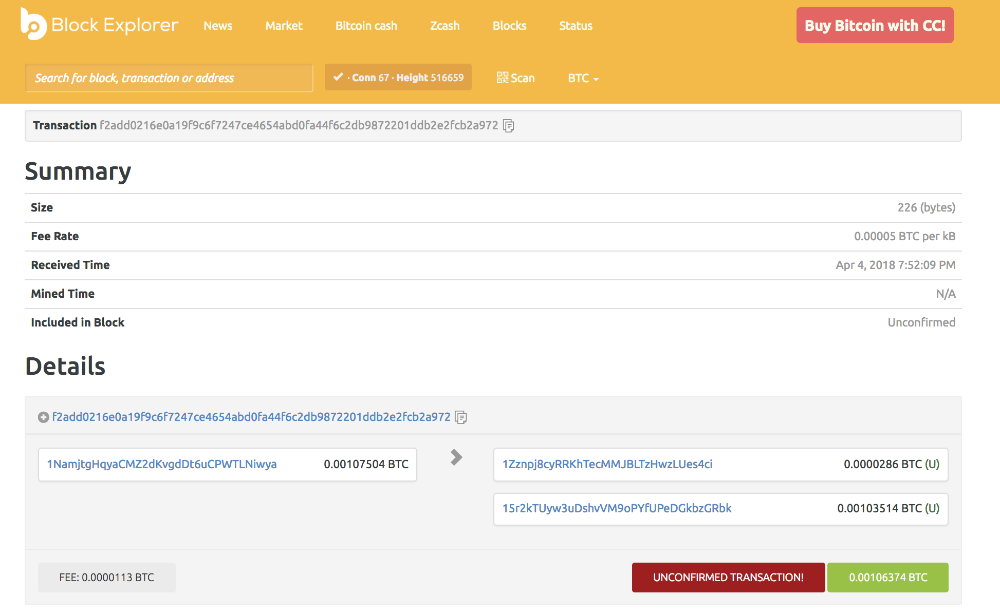 Block Explorer News Market Bitcoin cash Zcash Blocks Status Buy Bitcoin with CC!
Search for block, transaction or address · Conn 67 · Height 516659 Scan BTC
Transaction f2add0216e0a19f9c6f7247ce4654abd0fa44f6c2db9872201ddb2e2fcb2a972
Summary
Size 226 (bytes)
Fee Rate 0.00005 BTC per kB
Received Time Apr 4, 2018 7:52:09 PM
Mined Time N/A
Included in Block Unconfirmed
Details
f2add0216e0a19f9c6f7247ce4654abd0fa44f6c2db9872201ddb2e2fcb2a972
1NamjtgHqyaCMZ2dKvgdDt6uCPWTLNiwya 0.00107504 BTC 1Zznpj8cyRRKhTecMMJBLTzHwzLUes4ci 0.0000286 BTC (U)
15r2kTUyw3uDshvVM9oPYfUPeDGkbzGRbk 0.00103514 BTC (U)
FEE: 0.0000113 BTC UNCONFIRMED TRANSACTION! 0.00106374 BTC